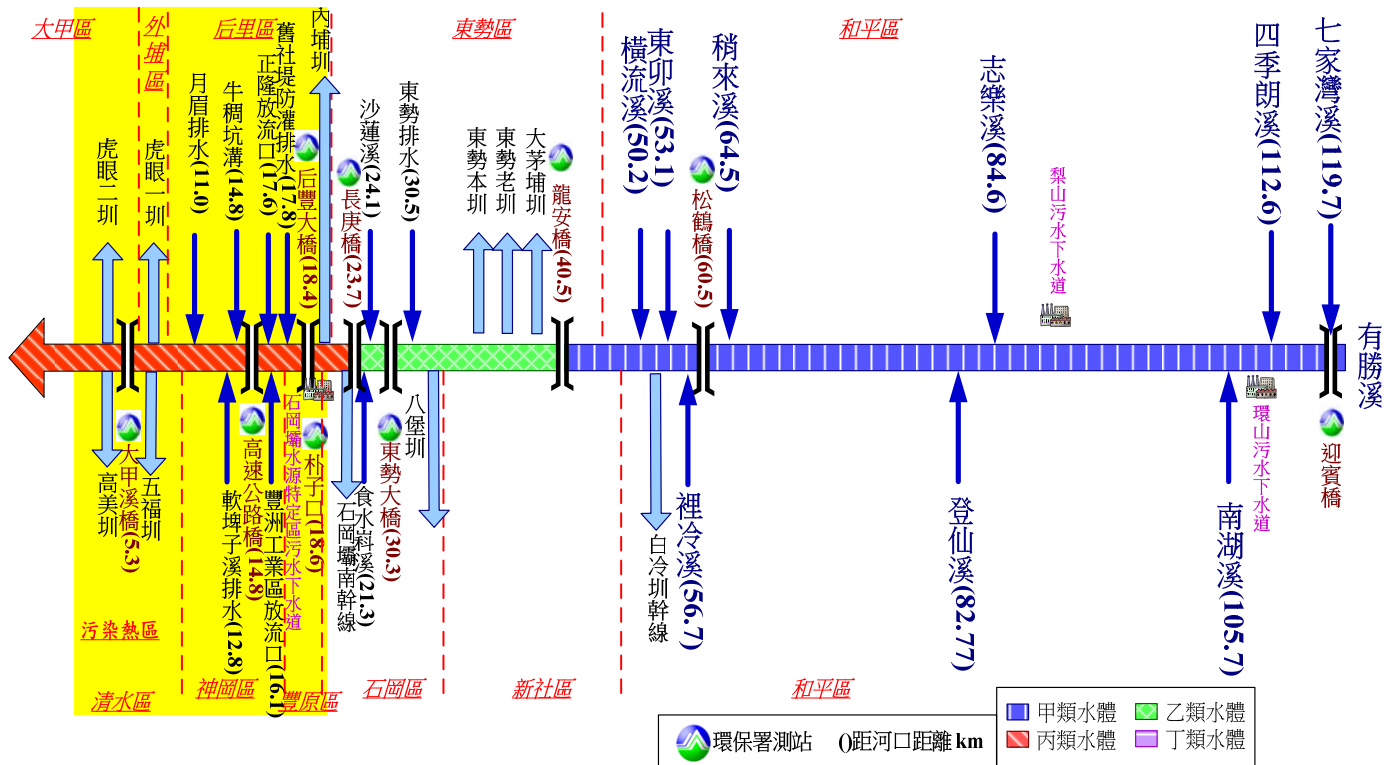 大甲區
外埔區
后里區
東勢區
和平區
虎眼二圳
虎眼一圳
月眉排水(11.0)
牛稠坑溝(14.8)
正隆放流口(17.6)
舊社堤防灌排水(17.8)
后豐大橋(18.4)
內埔圳
長庚橋(23.7)
沙蓮溪(24.1)
東勢排水(30.5)
東勢本圳
東勢老圳
大茅埔圳
龍安橋(40.5)
橫流溪(50.2)
東卯溪(53.1)
松鶴橋(60.5)
稍來溪(64.5)
志樂溪(84.6)
梨山污水下水道
四季朗溪(112.6)
七家灣溪(119.7)
有勝溪
高美圳
大甲溪橋(5.3)
五福圳
軟埤子溪排水(12.8)
高速公路橋(14.8)
豐洲工業區放流口(16.1)
石岡壩水源特定區污水下水道
朴子口(18.6)
石岡壩南幹線
食水嵙溪(21.3)
東勢大橋(30.3)
八堡圳
白冷圳幹線
裡冷溪(56.7)
登仙溪(82.77)
南湖溪(105.7)
環山污水下水道
迎賓橋
污染熱區
清水區
神岡區
豐原區
石岡區
新社區
和平區
環保署測站 ()距河口距離 km
甲類水體 乙類水體
丙類水體 丁類水體